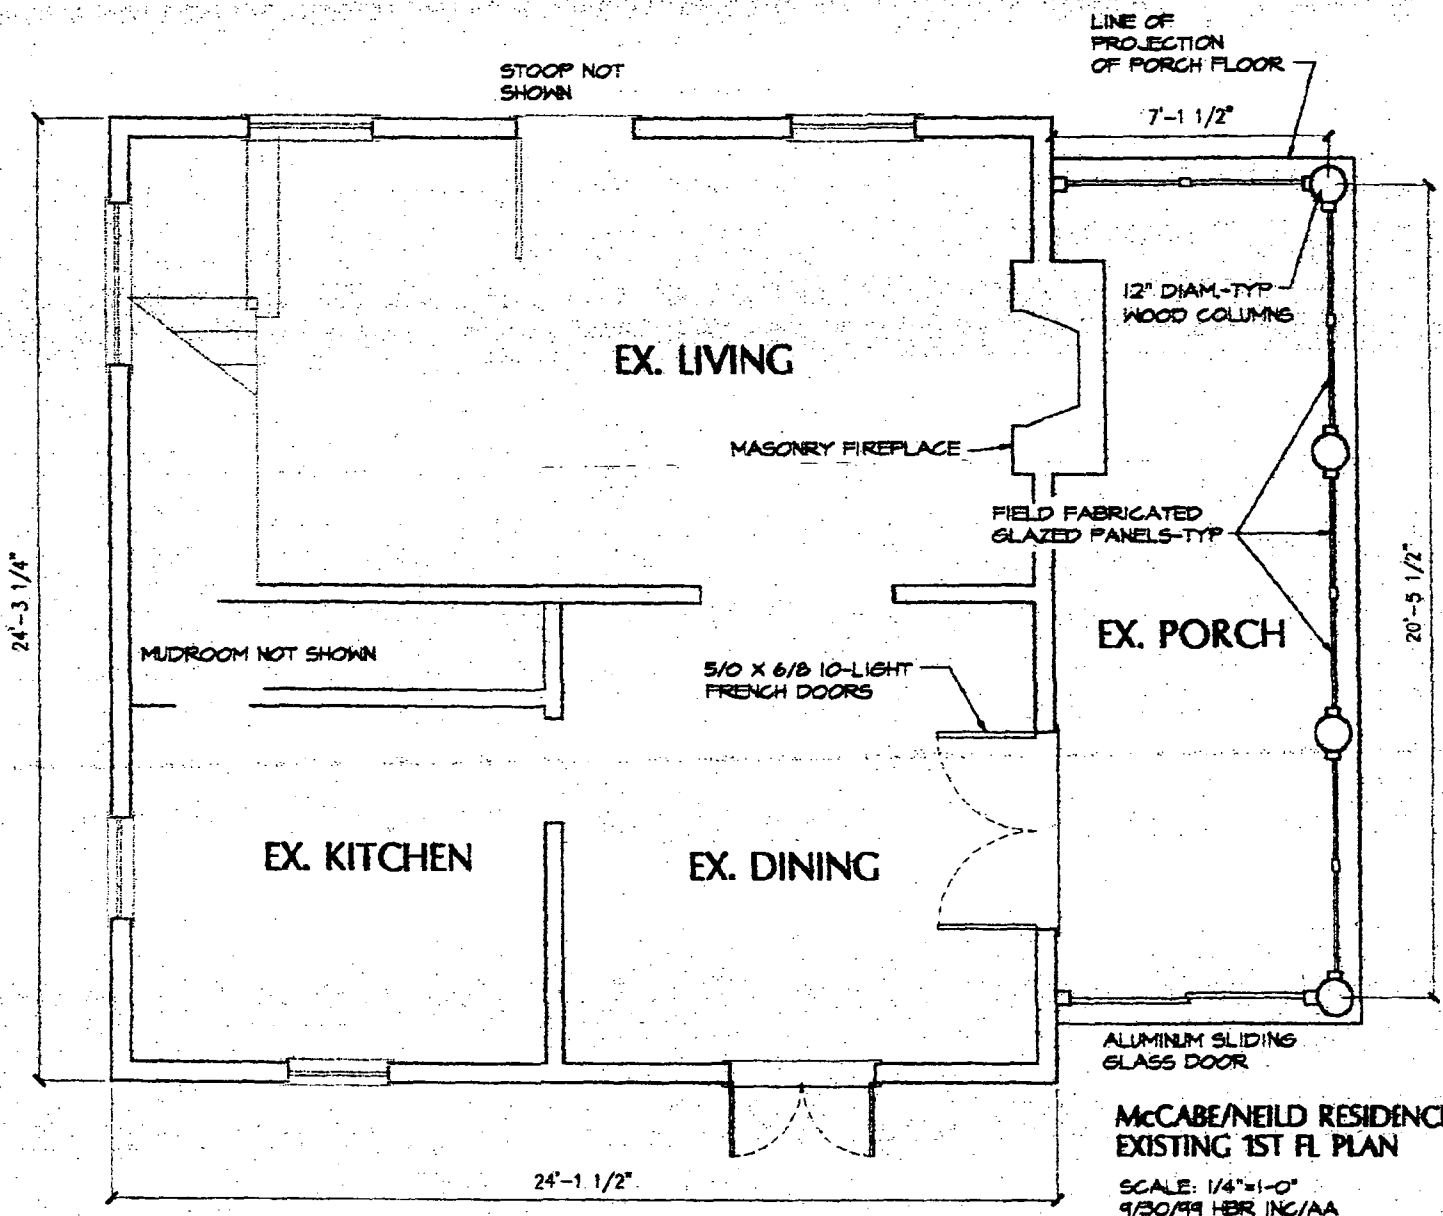 LINE OF
PROJECTION
OF PORCH FLOOR
STOOP NOT
SHOWN
7'-1 1/2"
12" DIAM.-TYP
WOOD COLUMNS
EX. LIVING
MASONRY FIREPLACE
FIELD FABRICATED
GLAZED PANELS-TYP
24'-3 1/4"
20'-5 1/2"
EX. PORCH
MUDROOM NOT SHOWN
5/0 X 6/8 10-LIGHT
FRENCH DOORS
EX. KITCHEN
EX. DINING
ALUMINUM SLIDING
GLASS DOOR
McCABE/NEILD RESIDENCE
EXISTING 1ST FL PLAN
24'-1 1/2"
SCALE: 1/4"=1-0"
9/30/99 HBR INC/AA